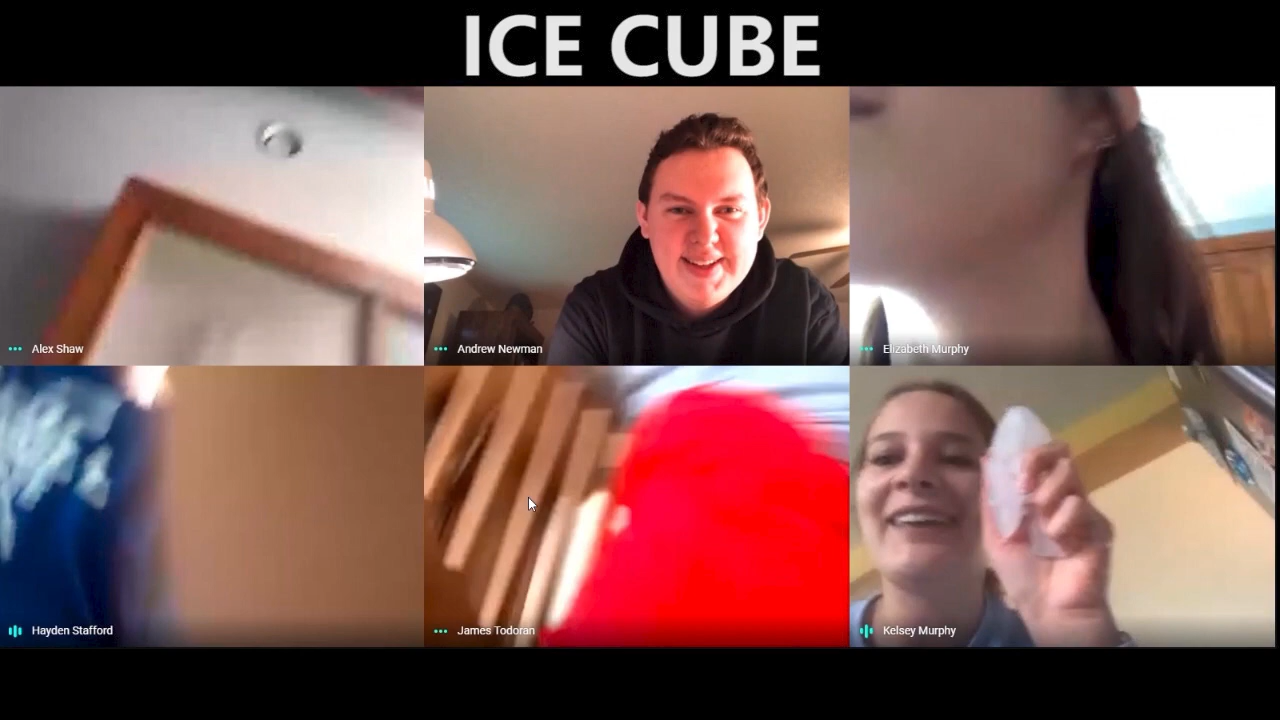 ICE CUBE
Alex Shaw
Andrew Newman
Elizabeth Murphy
Hayden Stafford
James Todoran
Kelsey Murphy